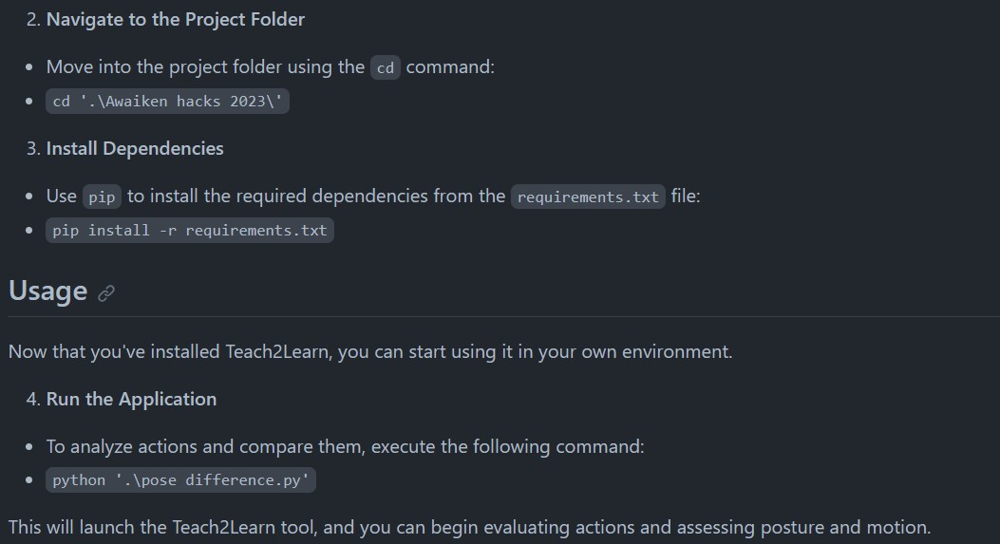 2. Navigate to the Project Folder
Move into the project folder using the cd command:
cd '.\Awaiken hacks 2023\'
3. Install Dependencies
Use pip to install the required dependencies from the requirements.txt file:
pip install -r requirements.txt
Usage
Now that you've installed Teach2Learn, you can start using it in your own environment.
4. Run the Application
To analyze actions and compare them, execute the following command:
python '.\pose difference.py'
This will launch the Teach2Learn tool, and you can begin evaluating actions and assessing posture and motion.